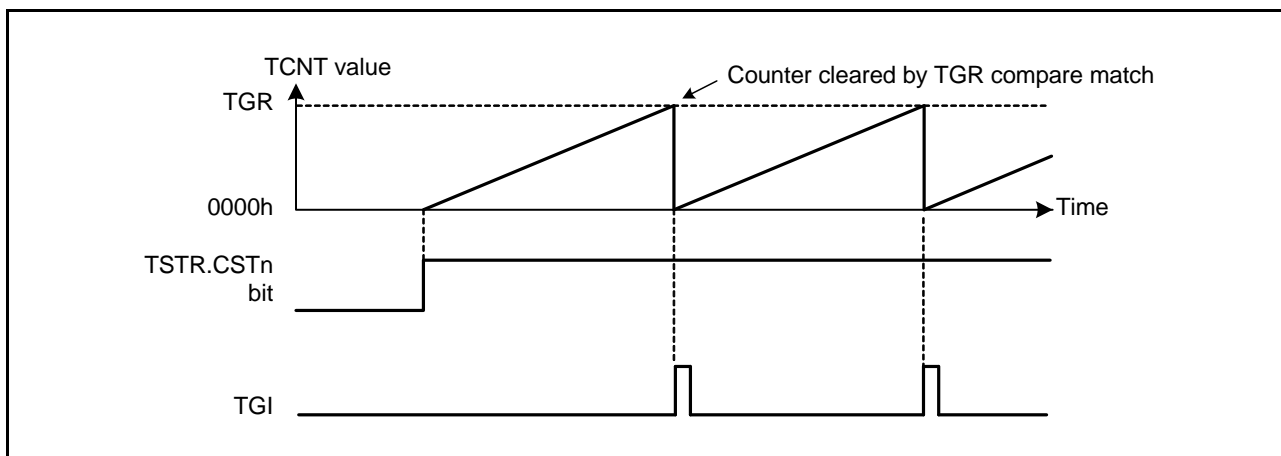 TCNT value
Counter cleared by TGR compare match
TGR
0000h
Time
TSTR.CSTn
bit
TGI